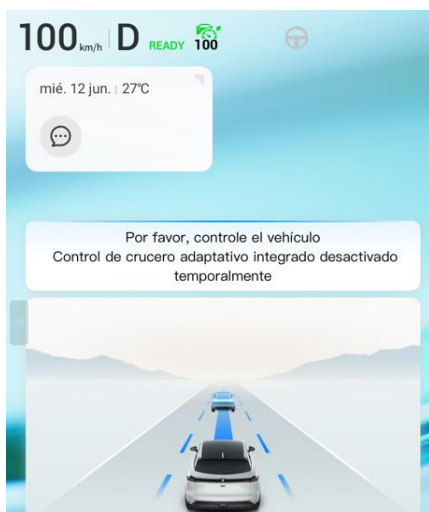 100 km/h D READY 100
mié. 12 jun. 27℃
Por favor, controle el vehículo
Control de crucero adaptativo integrado desactivado
temporalmente